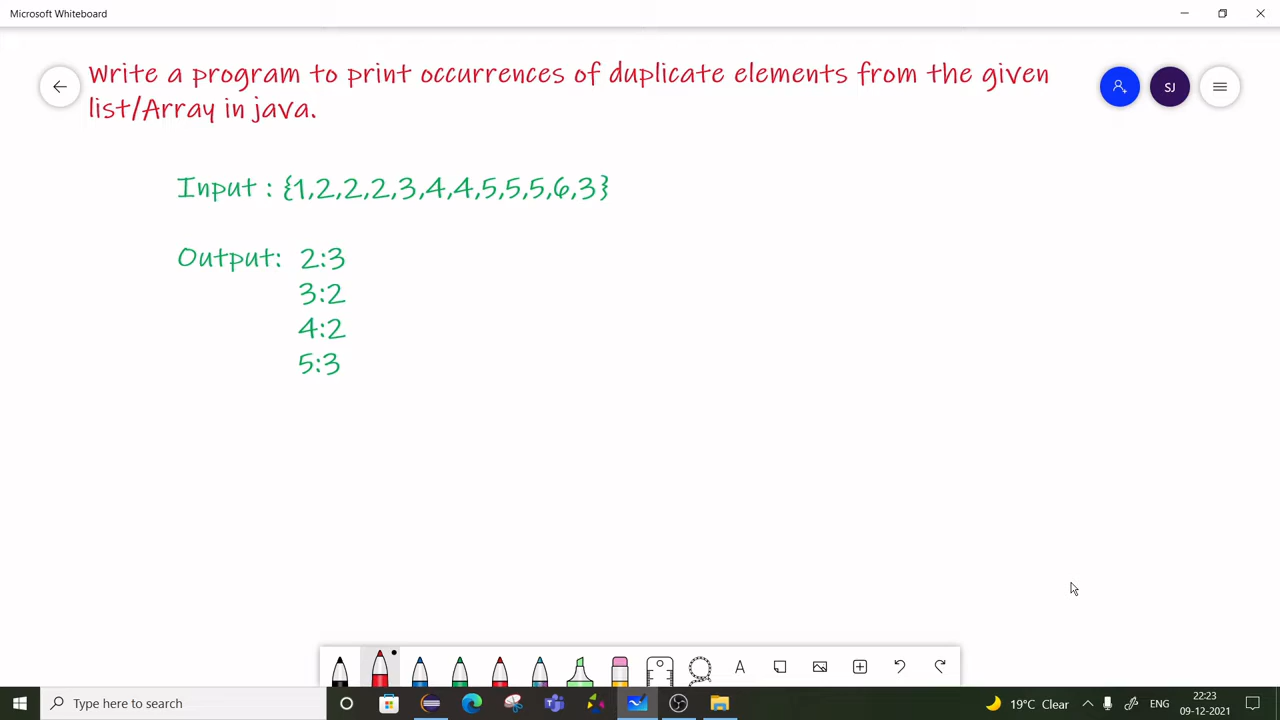 Microsoft Whiteboard
Write a program to print occurrences of duplicate elements from the given
list/Array in java.
SJ
Input : {1,2,2,2,3,4,4,5,5,5,6,3}
Output: 2:3
3:2
4:2
5:3
A
Type here to search
19°C Clear
ENG
22:23
09-12-2021